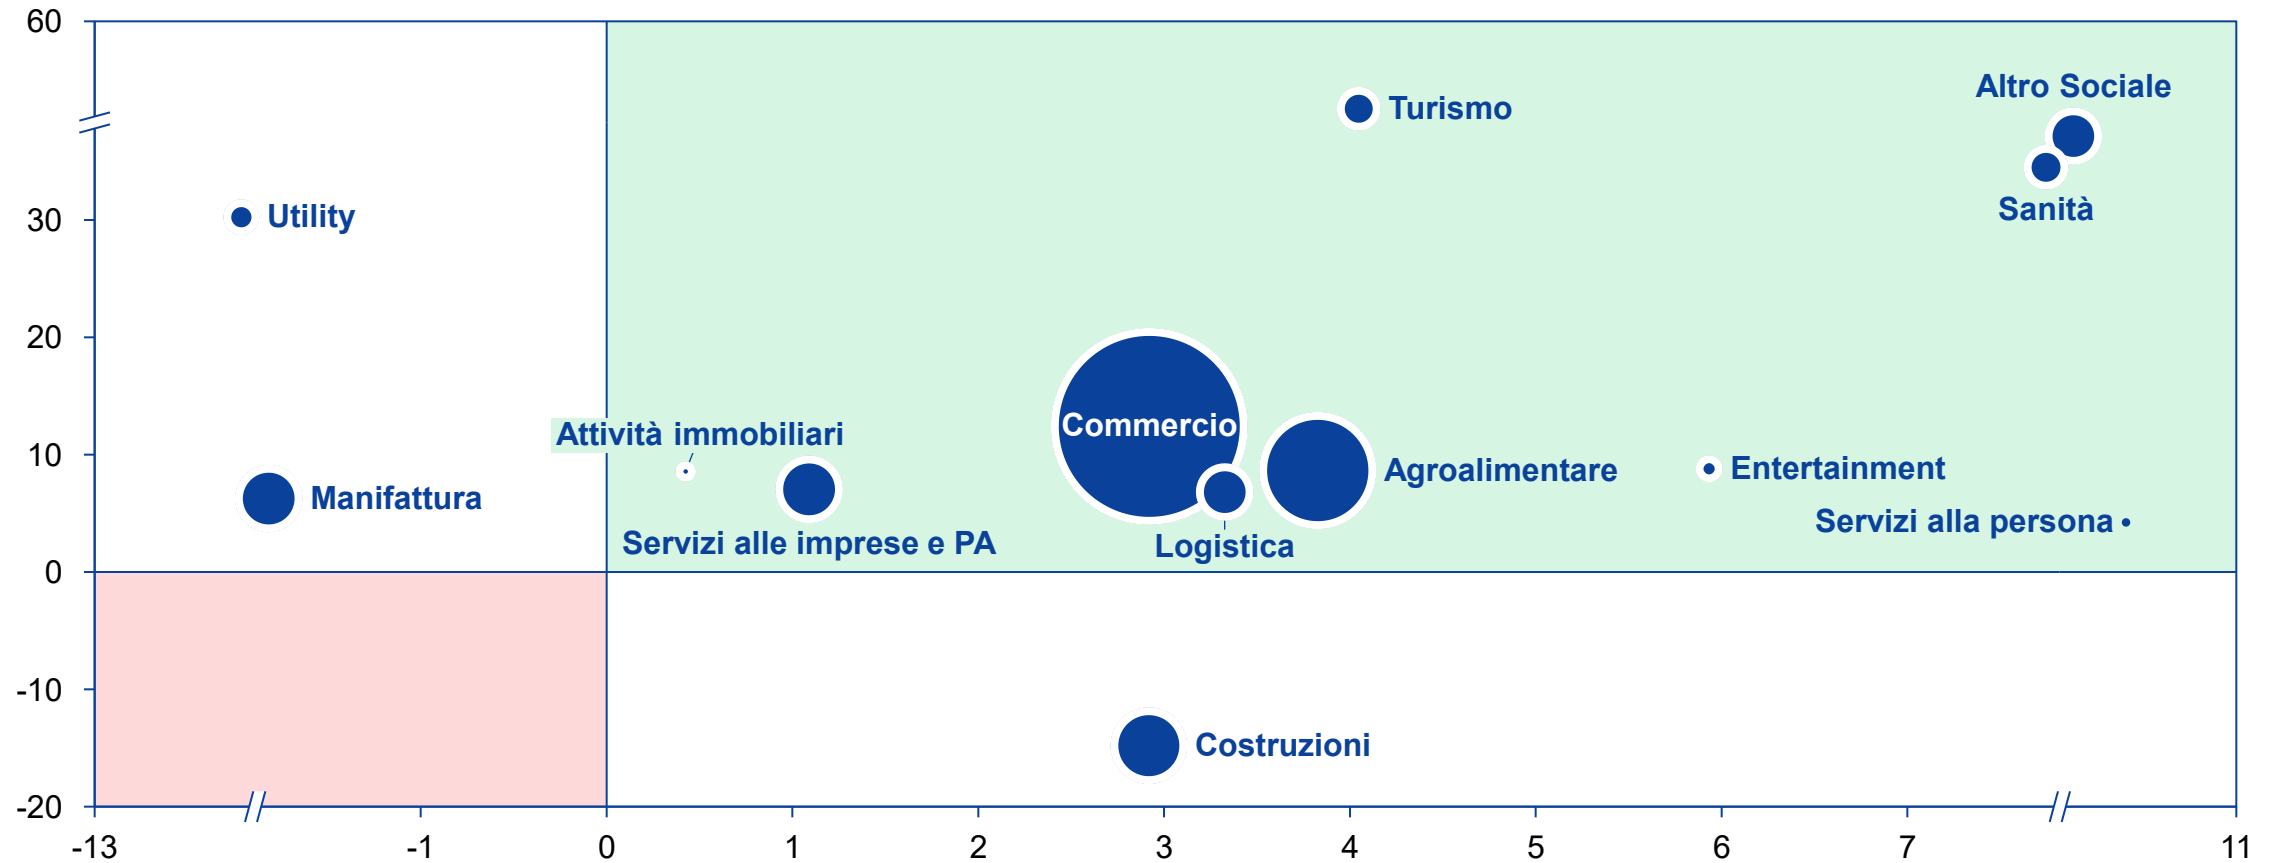 60
Altro Sociale
Turismo
Sanità
30
Utility
20
10
Commercio
Attività immobiliari
Agroalimentare
Entertainment
Manifattura
Servizi alla persona
Servizi alle imprese e PA
Logistica
0
-10
Costruzioni
-20
-13 -1 0 1 2 3 4 5 6 7 11